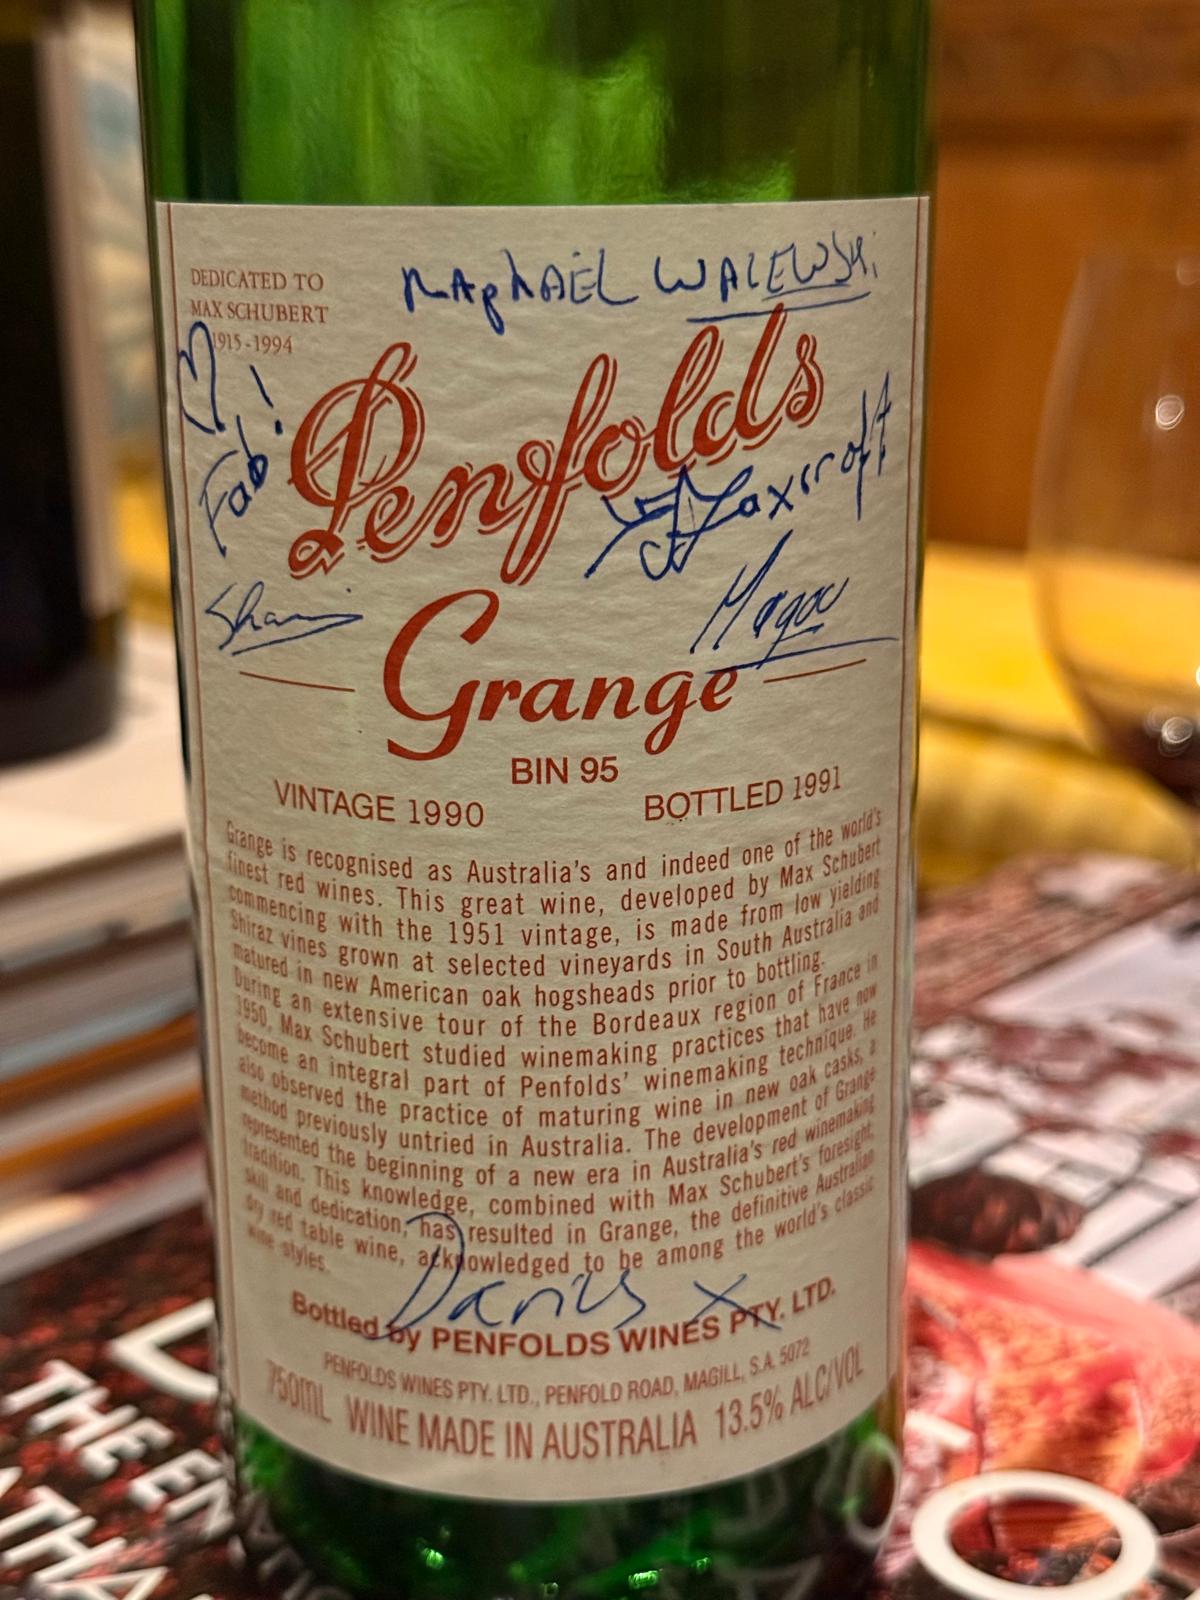 DEDICATED TO
MAX SCHUBERT
1915-1994
RAphAEL WALEWSKi
Fab!
Penfolds
Shani
Grange
BIN 95
VINTAGE 1990
BOTTLED 1991
Grange is recognised as Australia's and indeed one of the world's
finest red wines. This great wine, developed by Max Schubert
commencing with the 1951 vintage, is made from low yielding
Shiraz vines grown at selected vineyards in South Australia and
matured in new American oak hogsheads prior to bottling.
During an extensive tour of the Bordeaux region of France in
1950, Max Schubert studied winemaking practices that have now
become an integral part of Penfolds' winemaking technique. He
also observed the practice of maturing wine in new oak casks, a
method previously untried in Australia. The development of Grange
represented the beginning of a new era in Australia's red winemaking
tradition. This knowledge, combined with Max Schubert's foresight,
skill and dedication, has resulted in Grange, the definitive Australian
dry red table wine, acknowledged to be among the world's classic
wine styles.
Darius x
Bottled by PENFOLDS WINES PTY. LTD.
PENFOLDS WINES PTY. LTD., PENFOLD ROAD, MAGILL, S.A. 5072
750ML WINE MADE IN AUSTRALIA 13.5% ALC/VOL
THE